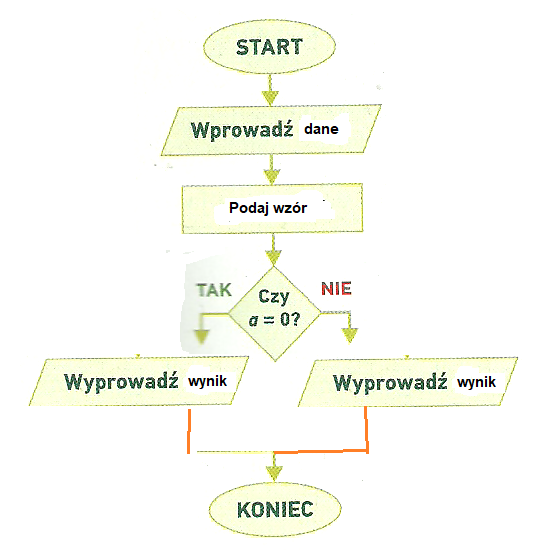 START
Wprowadź dane
Podaj wzór
TAK
NIE
Czy
a = 0?
Wyprowadź wynik
Wyprowadź wynik
KONIEC